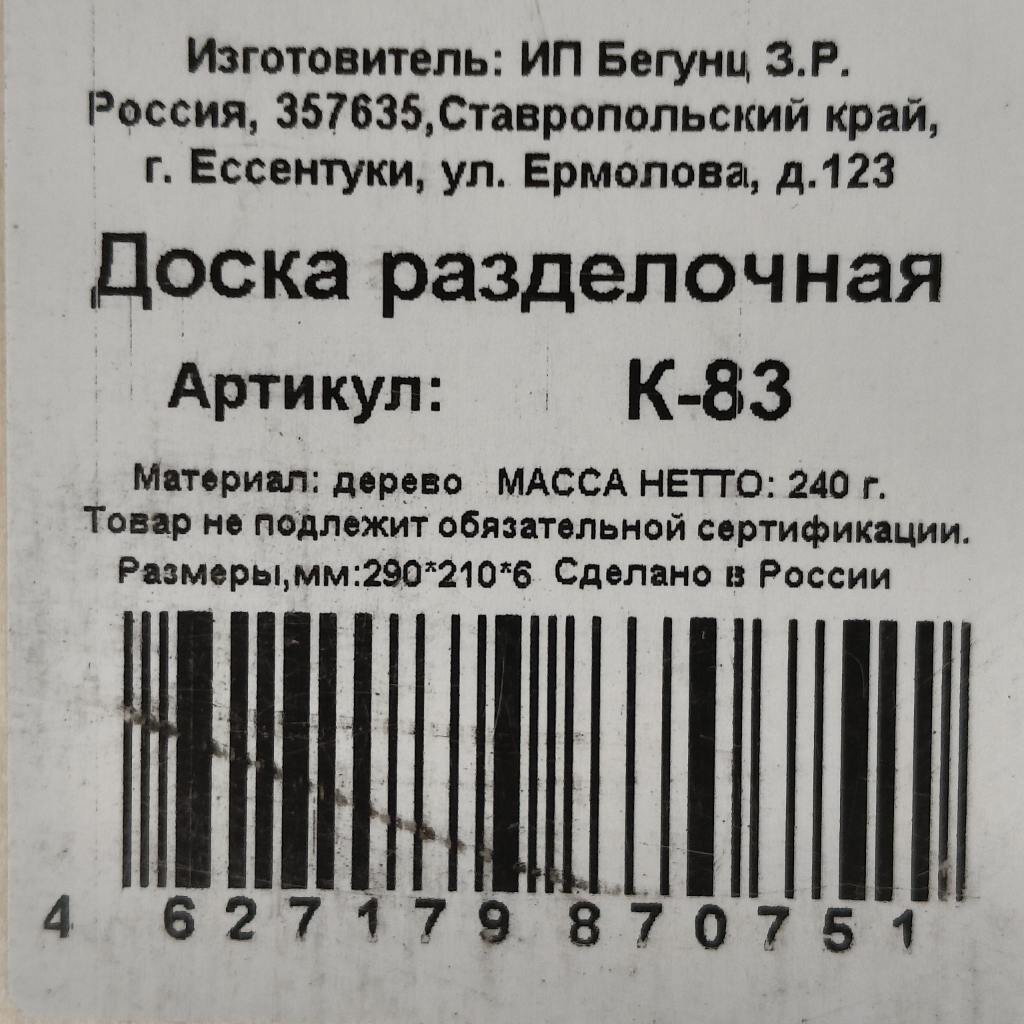 Изготовитель: ИП Бегунц З.Р.
Россия, 357635,Ставропольский край,
г. Ессентуки, ул. Ермолова, д.123
Доска разделочная
Артикул: К-83
Материал: дерево МАССА НЕТТО: 240 г.
Товар не подлежит обязательной сертификации.
Размеры,мм:290*210*6 Сделано в России
4 627179 870751